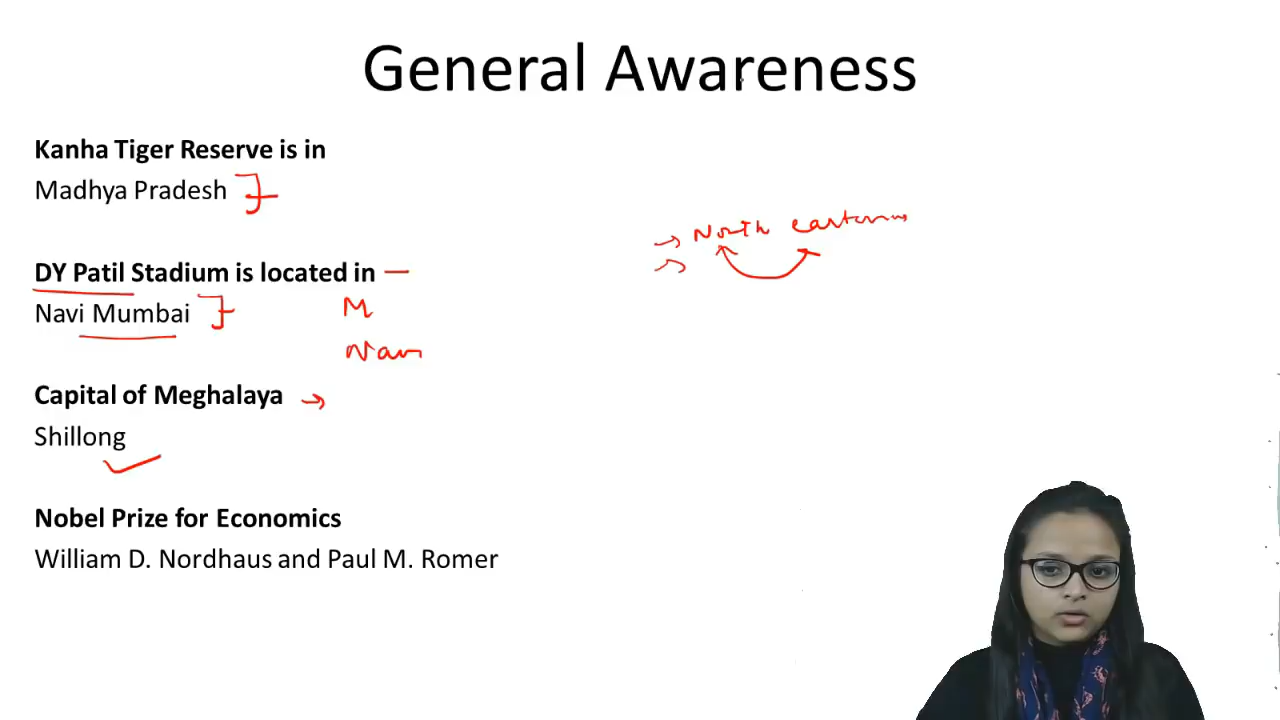 General Awareness
Kanha Tiger Reserve is in
Madhya Pradesh
DY Patil Stadium is located in
Navi Mumbai
M
Navi
Capital of Meghalaya
Shillong
Nobel Prize for Economics
William D. Nordhaus and Paul M. Romer
North eastern